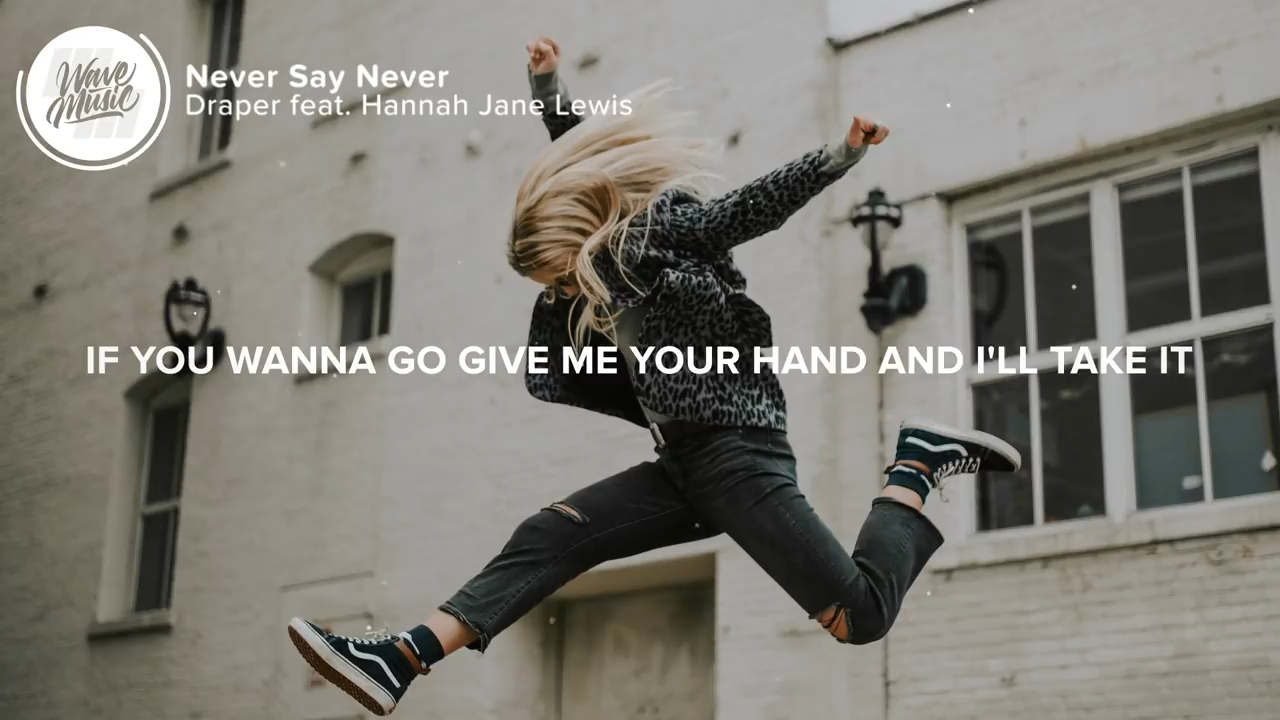 Wave
Music
Never Say Never
Draper feat. Hannah Jane Lewis
IF YOU WANNA GO GIVE ME YOUR HAND AND I'LL TAKE IT